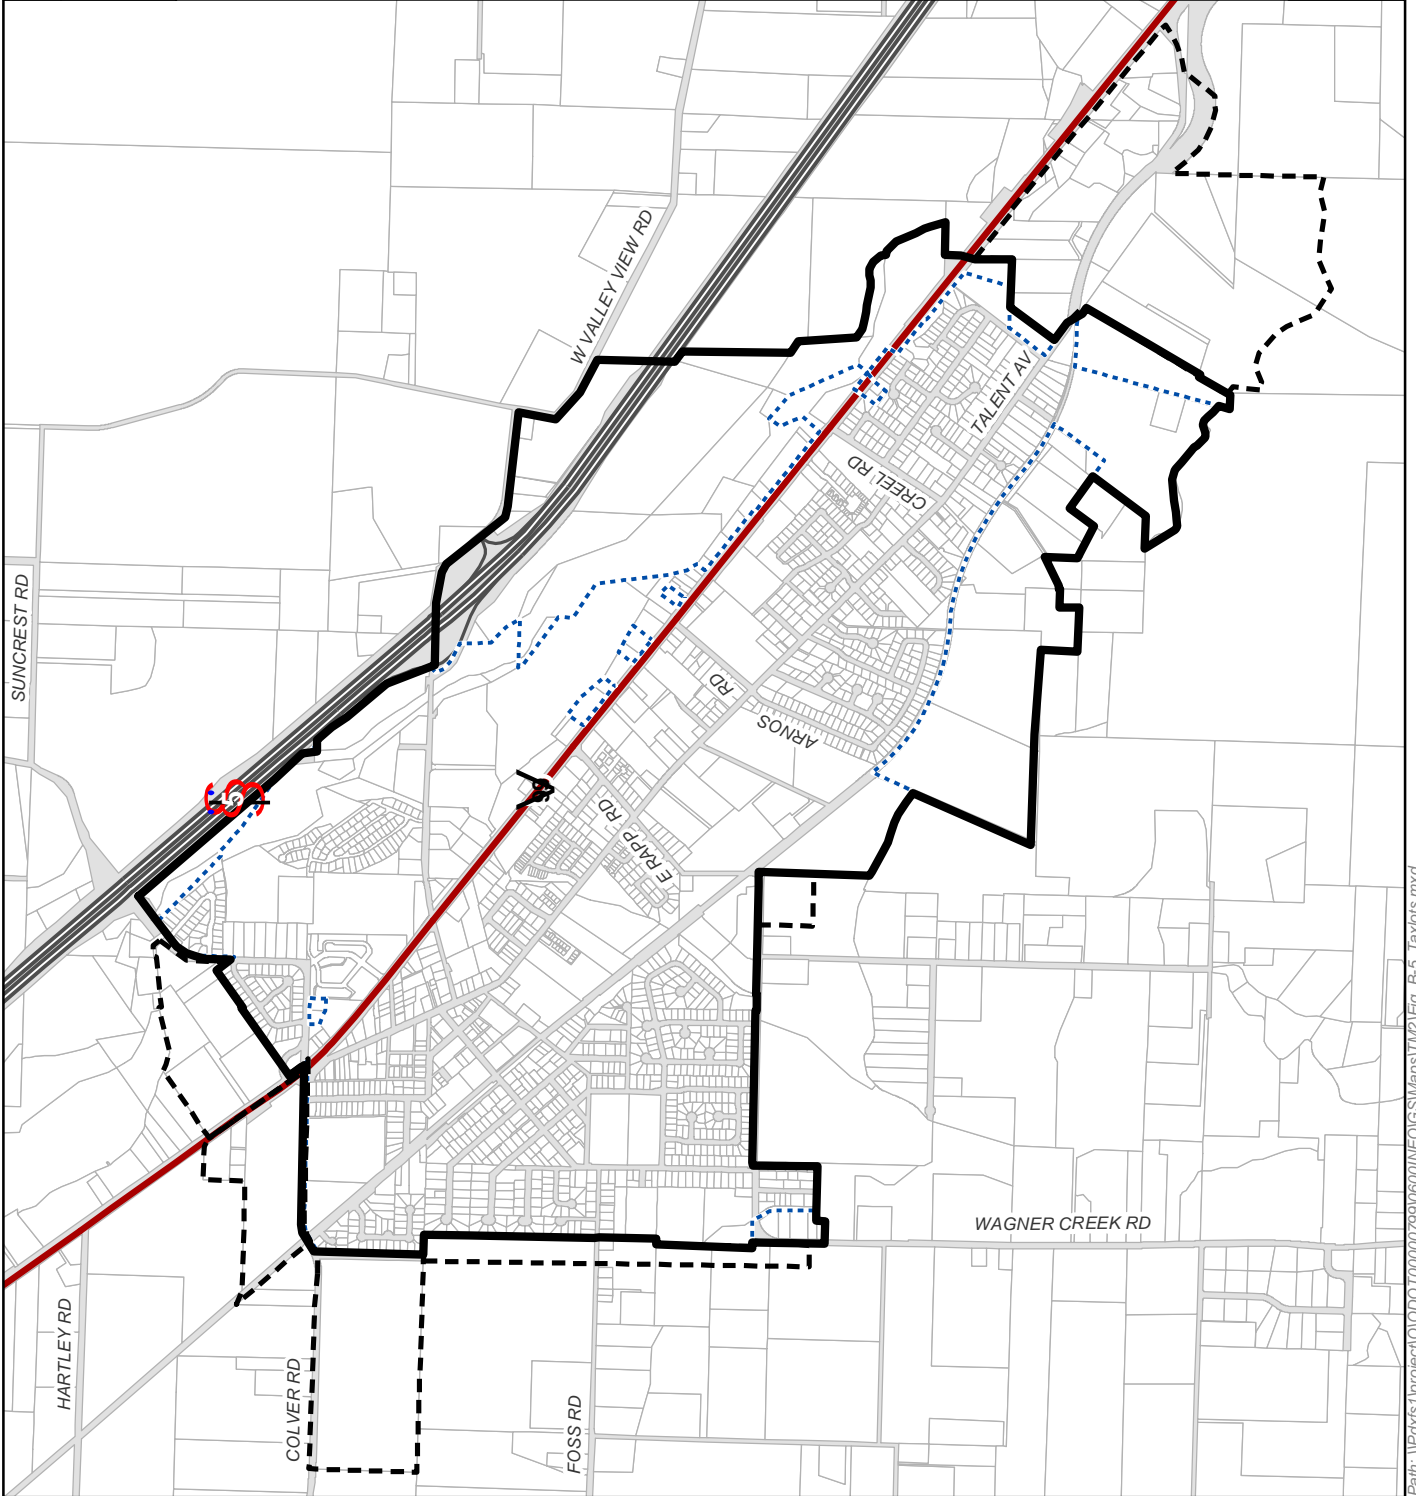 W VALLEY VIEW RD
SUNCREST RD
TALENT AV
CREEL RD
ARNOS
RD
E RAPP RD
WAGNER CREEK RD
HARTLEY RD
COLVER RD
FOSS RD